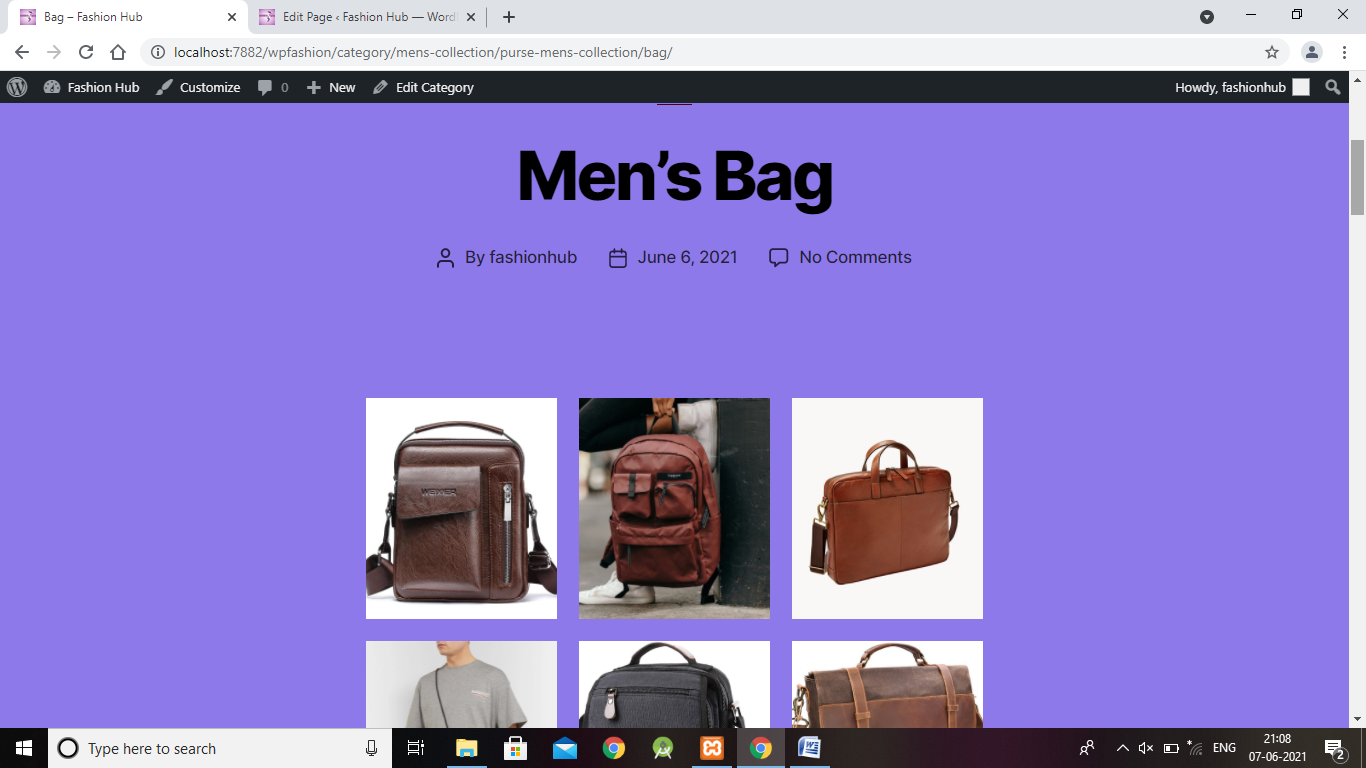 Bag – Fashion Hub
Edit Page ‹ Fashion Hub — Word
localhost:7882/wpfashion/category/mens-collection/purse-mens-collection/bag/
Fashion Hub Customize 0 New Edit Category Howdy, fashionhub
Men's Bag
By fashionhub June 6, 2021 No Comments
WEIXIER
Type here to search
ENG
21:08
07-06-2021
2